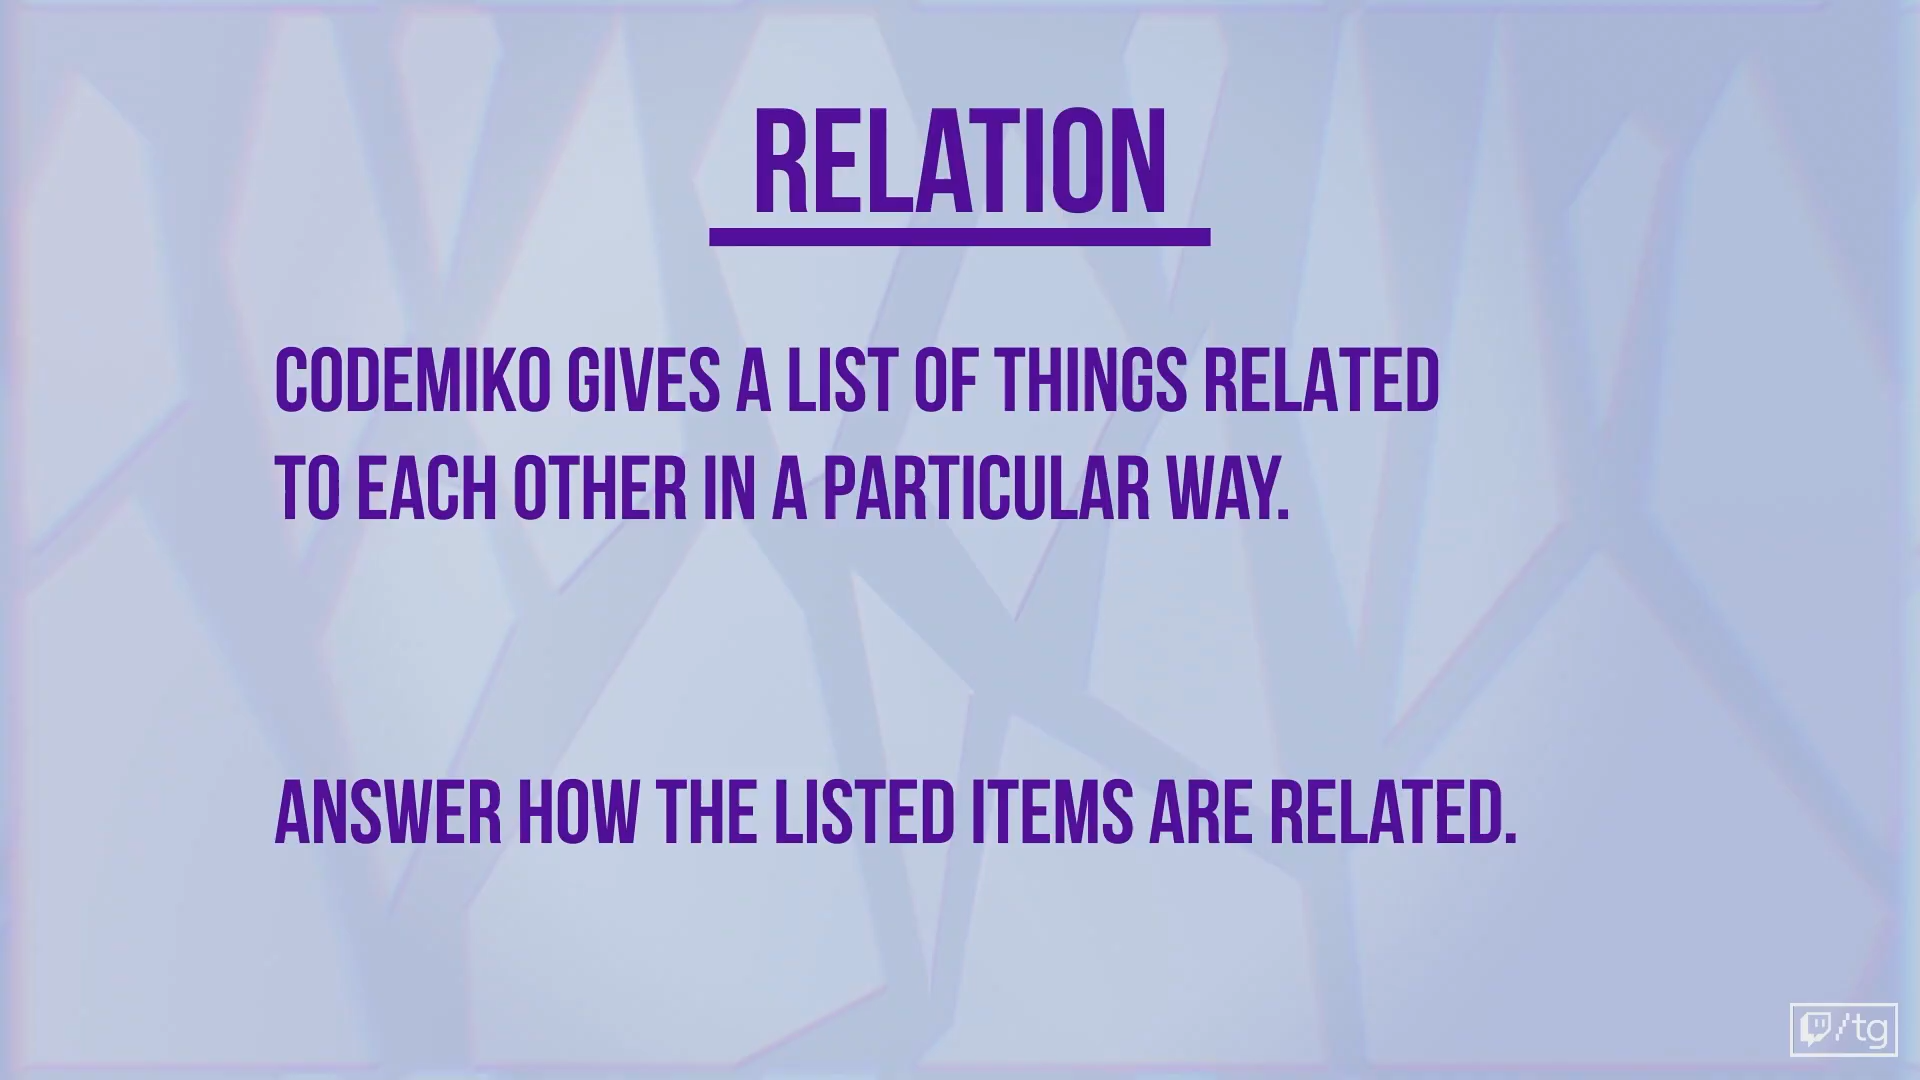 RELATION
CODEMIKO GIVES A LIST OF THINGS RELATED
TO EACH OTHER IN A PARTICULAR WAY.
ANSWER HOW THE LISTED ITEMS ARE RELATED.
/tg